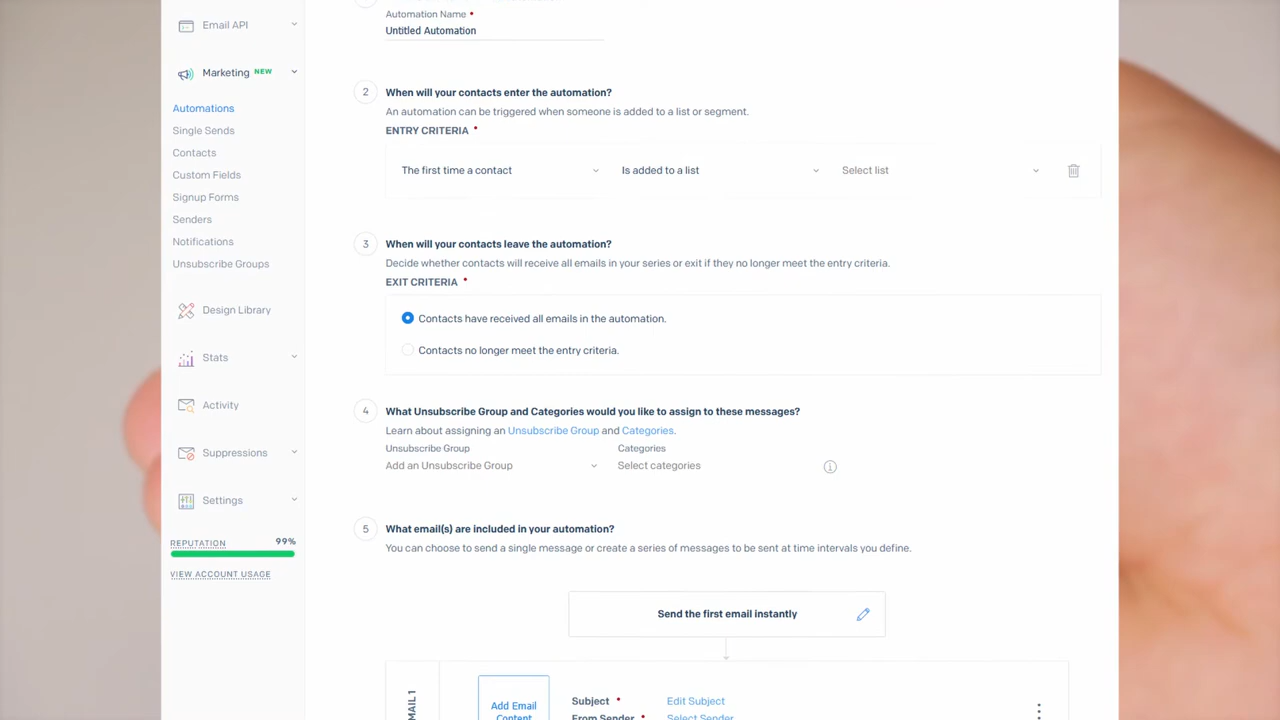 Email API
Marketing NEW
Automations
Single Sends
Contacts
Custom Fields
Signup Forms
Senders
Notifications
Unsubscribe Groups
Design Library
Stats
Activity
Suppressions
Settings
REPUTATION 99%
VIEW ACCOUNT USAGE
Automation Name •
Untitled Automation
2 When will your contacts enter the automation?
An automation can be triggered when someone is added to a list or segment.
ENTRY CRITERIA •
The first time a contact Is added to a list Select list
3 When will your contacts leave the automation?
Decide whether contacts will receive all emails in your series or exit if they no longer meet the entry criteria.
EXIT CRITERIA •
Contacts have received all emails in the automation.
Contacts no longer meet the entry criteria.
4 What Unsubscribe Group and Categories would you like to assign to these messages?
Learn about assigning an Unsubscribe Group and Categories.
Unsubscribe Group Categories
Add an Unsubscribe Group Select categories
5 What email(s) are included in your automation?
You can choose to send a single message or create a series of messages to be sent at time intervals you define.
Send the first email instantly
MAIL 1
Add Email
Content
Subject • Edit Subject
From Sender • Select Sender